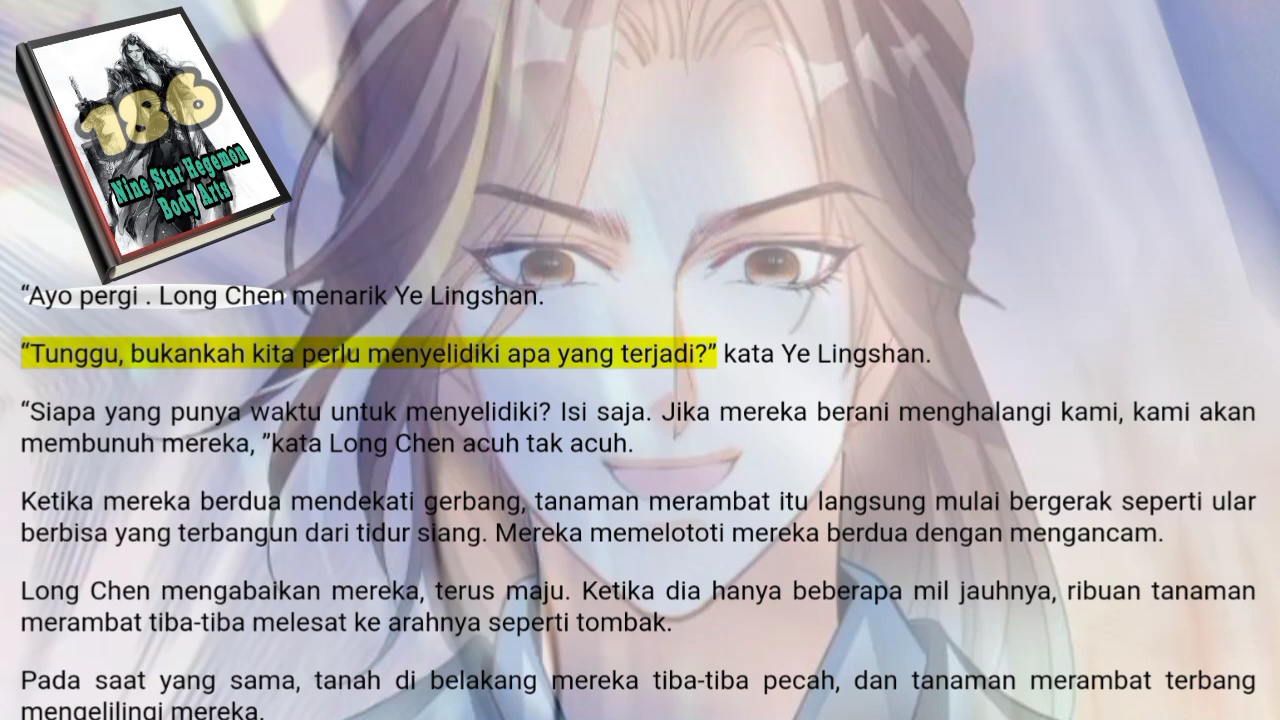 186
Nine Star Hegemon
Body Arts
“Ayo pergi . Long Chen menarik Ye Lingshan.
“Tunggu, bukankah kita perlu menyelidiki apa yang terjadi?” kata Ye Lingshan.
“Siapa yang punya waktu untuk menyelidiki? Isi saja. Jika mereka berani menghalangi kami, kami akan
membunuh mereka, ”kata Long Chen acuh tak acuh.
Ketika mereka berdua mendekati gerbang, tanaman merambat itu langsung mulai bergerak seperti ular
berbisa yang terbangun dari tidur siang. Mereka memelototi mereka berdua dengan mengancam.
Long Chen mengabaikan mereka, terus maju. Ketika dia hanya beberapa mil jauhnya, ribuan tanaman
merambat tiba-tiba melesat ke arahnya seperti tombak.
Pada saat yang sama, tanah di belakang mereka tiba-tiba pecah, dan tanaman merambat terbang
mengelilingi mereka.